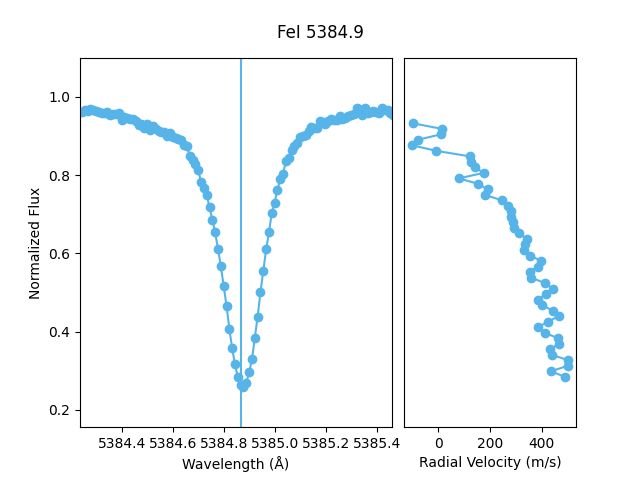 FeI 5384.9
1.0
0.8
0.6
0.4
0.2
Normalized Flux
5384.4 5384.6 5384.8 5385.0 5385.2 5385.4
Wavelength (Å)
0 200 400
Radial Velocity (m/s)